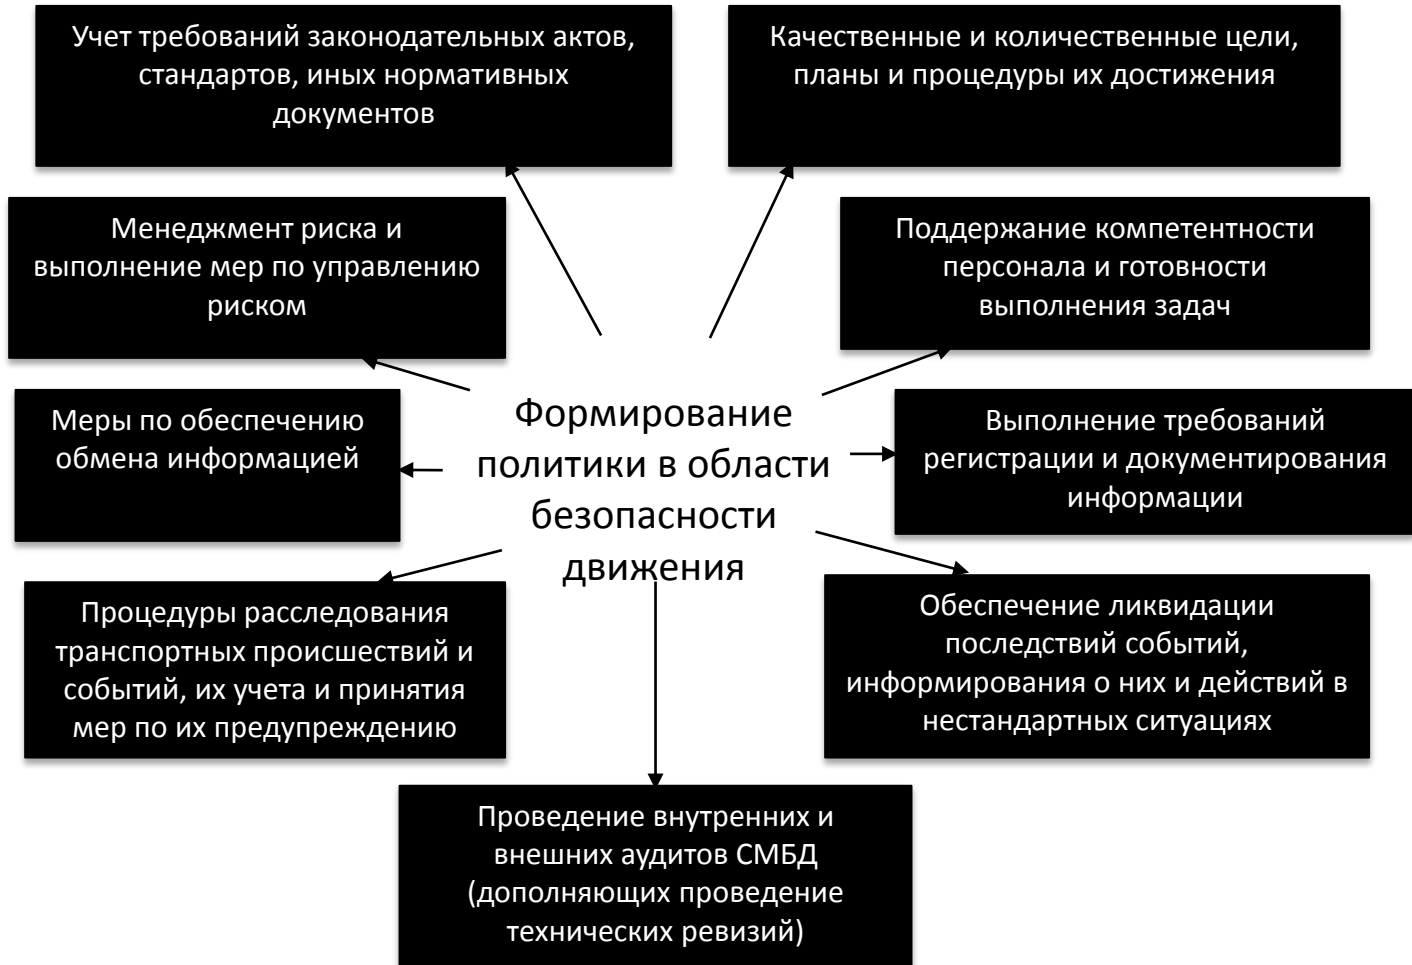 Учет требований законодательных актов,
стандартов, иных нормативных
документов
Качественные и количественные цели,
планы и процедуры их достижения
Менеджмент риска и
выполнение мер по управлению
риском
Поддержание компетентности
персонала и готовности
выполнения задач
Меры по обеспечению
обмена информацией
Формирование
политики в области
безопасности
движения
Выполнение требований
регистрации и документирования
информации
Процедуры расследования
транспортных происшествий и
событий, их учета и принятия
мер по их предупреждению
Обеспечение ликвидации
последствий событий,
информирования о них и действий в
нестандартных ситуациях
Проведение внутренних и
внешних аудитов СМБД
(дополняющих проведение
технических ревизий)